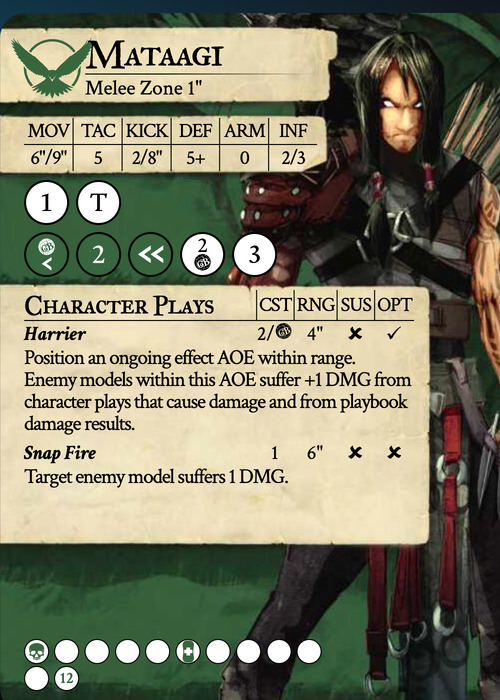 Mataagi
Melee Zone 1"
MOV TAC KICK DEF ARM INF
6"/9" 5 2/8" 5+ 0 2/3
1 T
GB <
2 << 2 GB 3
Character Plays CST RNG SUS OPT
Harrier 2/GB 4" ✘ ✓
Position an ongoing effect AOE within range.
Enemy models within this AOE suffer +1 DMG from
character plays that cause damage and from playbook
damage results.
Snap Fire 1 6" ✘ ✘
Target enemy model suffers 1 DMG.
12